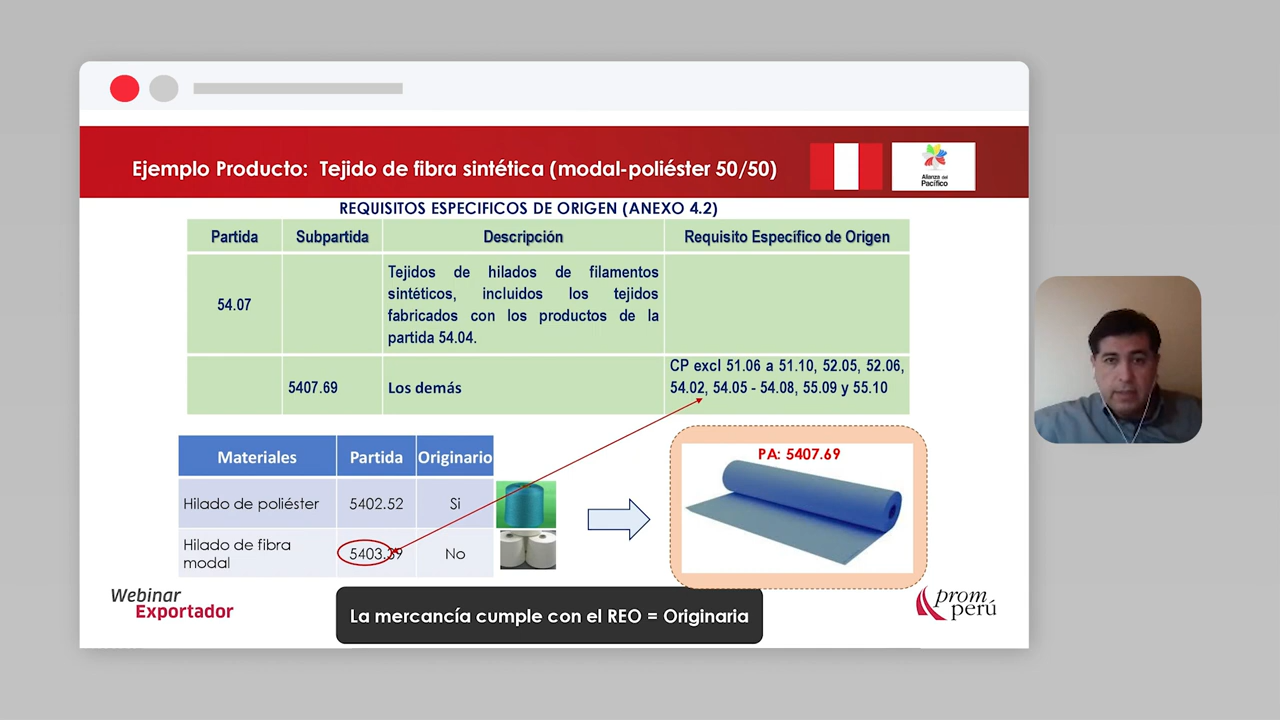 Ejemplo Producto: Tejido de fibra sintética (modal-poliéster 50/50)
Alianza del
Pacífico
REQUISITOS ESPECIFICOS DE ORIGEN (ANEXO 4.2)
Partida Subpartida Descripción Requisito Específico de Origen
54.07
Tejidos de hilados de filamentos
sintéticos, incluidos los tejidos
fabricados con los productos de la
partida 54.04.
5407.69 Los demás
CP excl 51.06 a 51.10, 52.05, 52.06,
54.02, 54.05 - 54.08, 55.09 y 55.10
Materiales Partida Originario
Hilado de poliéster 5402.52 Si
Hilado de fibra
modal
5403.39 No
PA: 5407.69
Webinar
Exportador
La mercancía cumple con el REO = Originaria
prom
perú